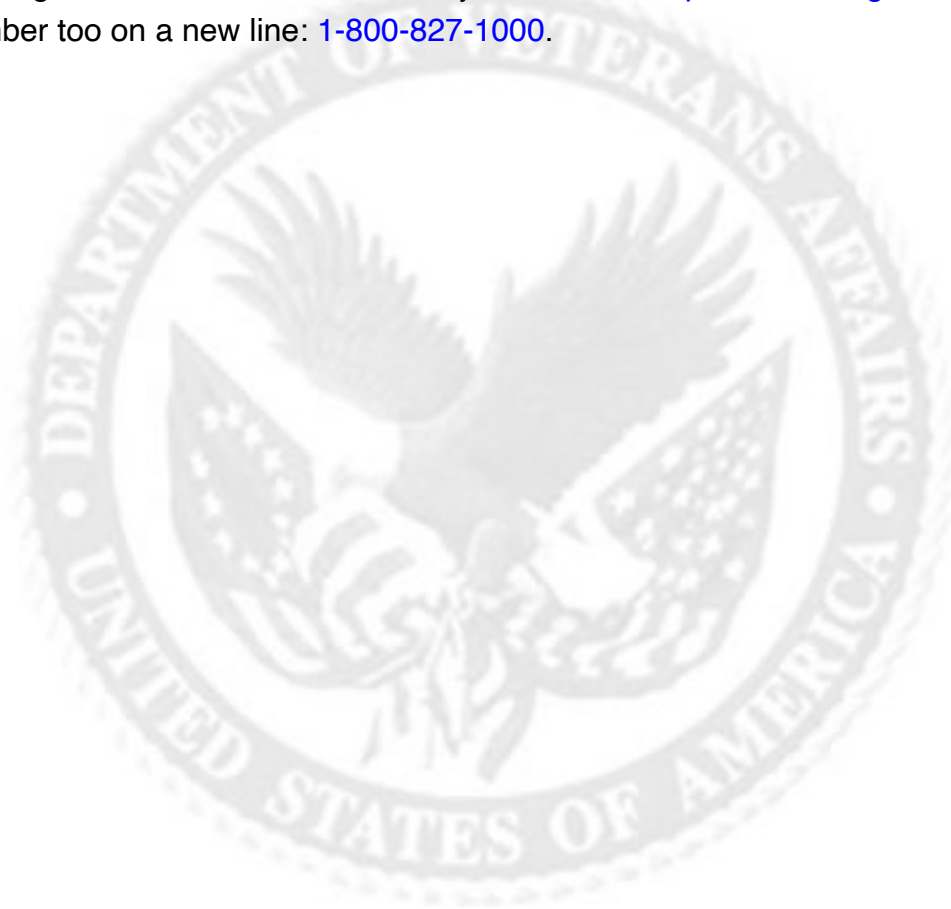 ber too on a new line: 1-800-827-1000.
DEPARTMENT OF VETERANS AFFAIRS
UNITED STATES OF AMERICA